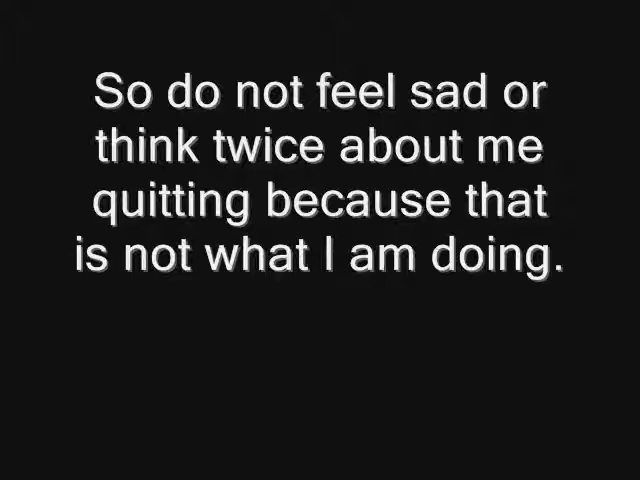 So do not feel sad or
think twice about me
quitting because that
is not what I am doing.